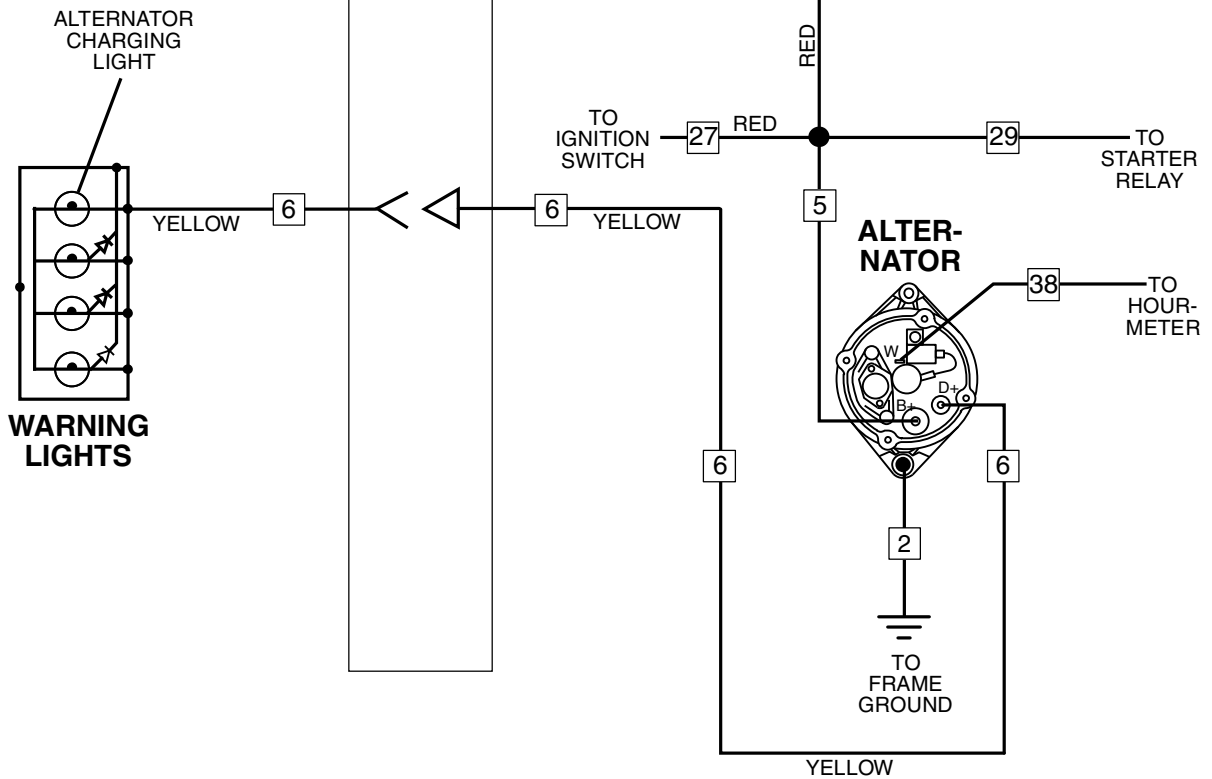 ALTERNATOR
CHARGING
LIGHT
RED
TO
IGNITION
SWITCH
27
RED
29
TO
STARTER
RELAY
YELLOW
6
6
YELLOW
5
ALTER-
NATOR
38
TO
HOUR-
METER
W
D+
B+
WARNING
LIGHTS
6
6
2
TO
FRAME
GROUND
YELLOW